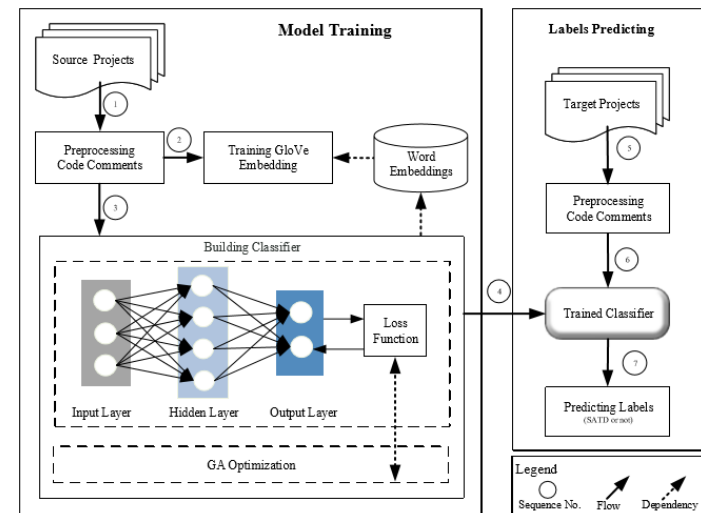 Model Training
Source Projects
1
Preprocessing
Code Comments
2
Training GloVe
Embedding
Word
Embeddings
3
Building Classifier
Loss
Function
Input Layer
Hidden Layer
Output Layer
GA Optimization
4
Labels Predicting
Target Projects
5
Preprocessing
Code Comments
6
Trained Classifier
7
Predicting Labels
(SATD or not)
Legend
Sequence No.
Flow
Dependency